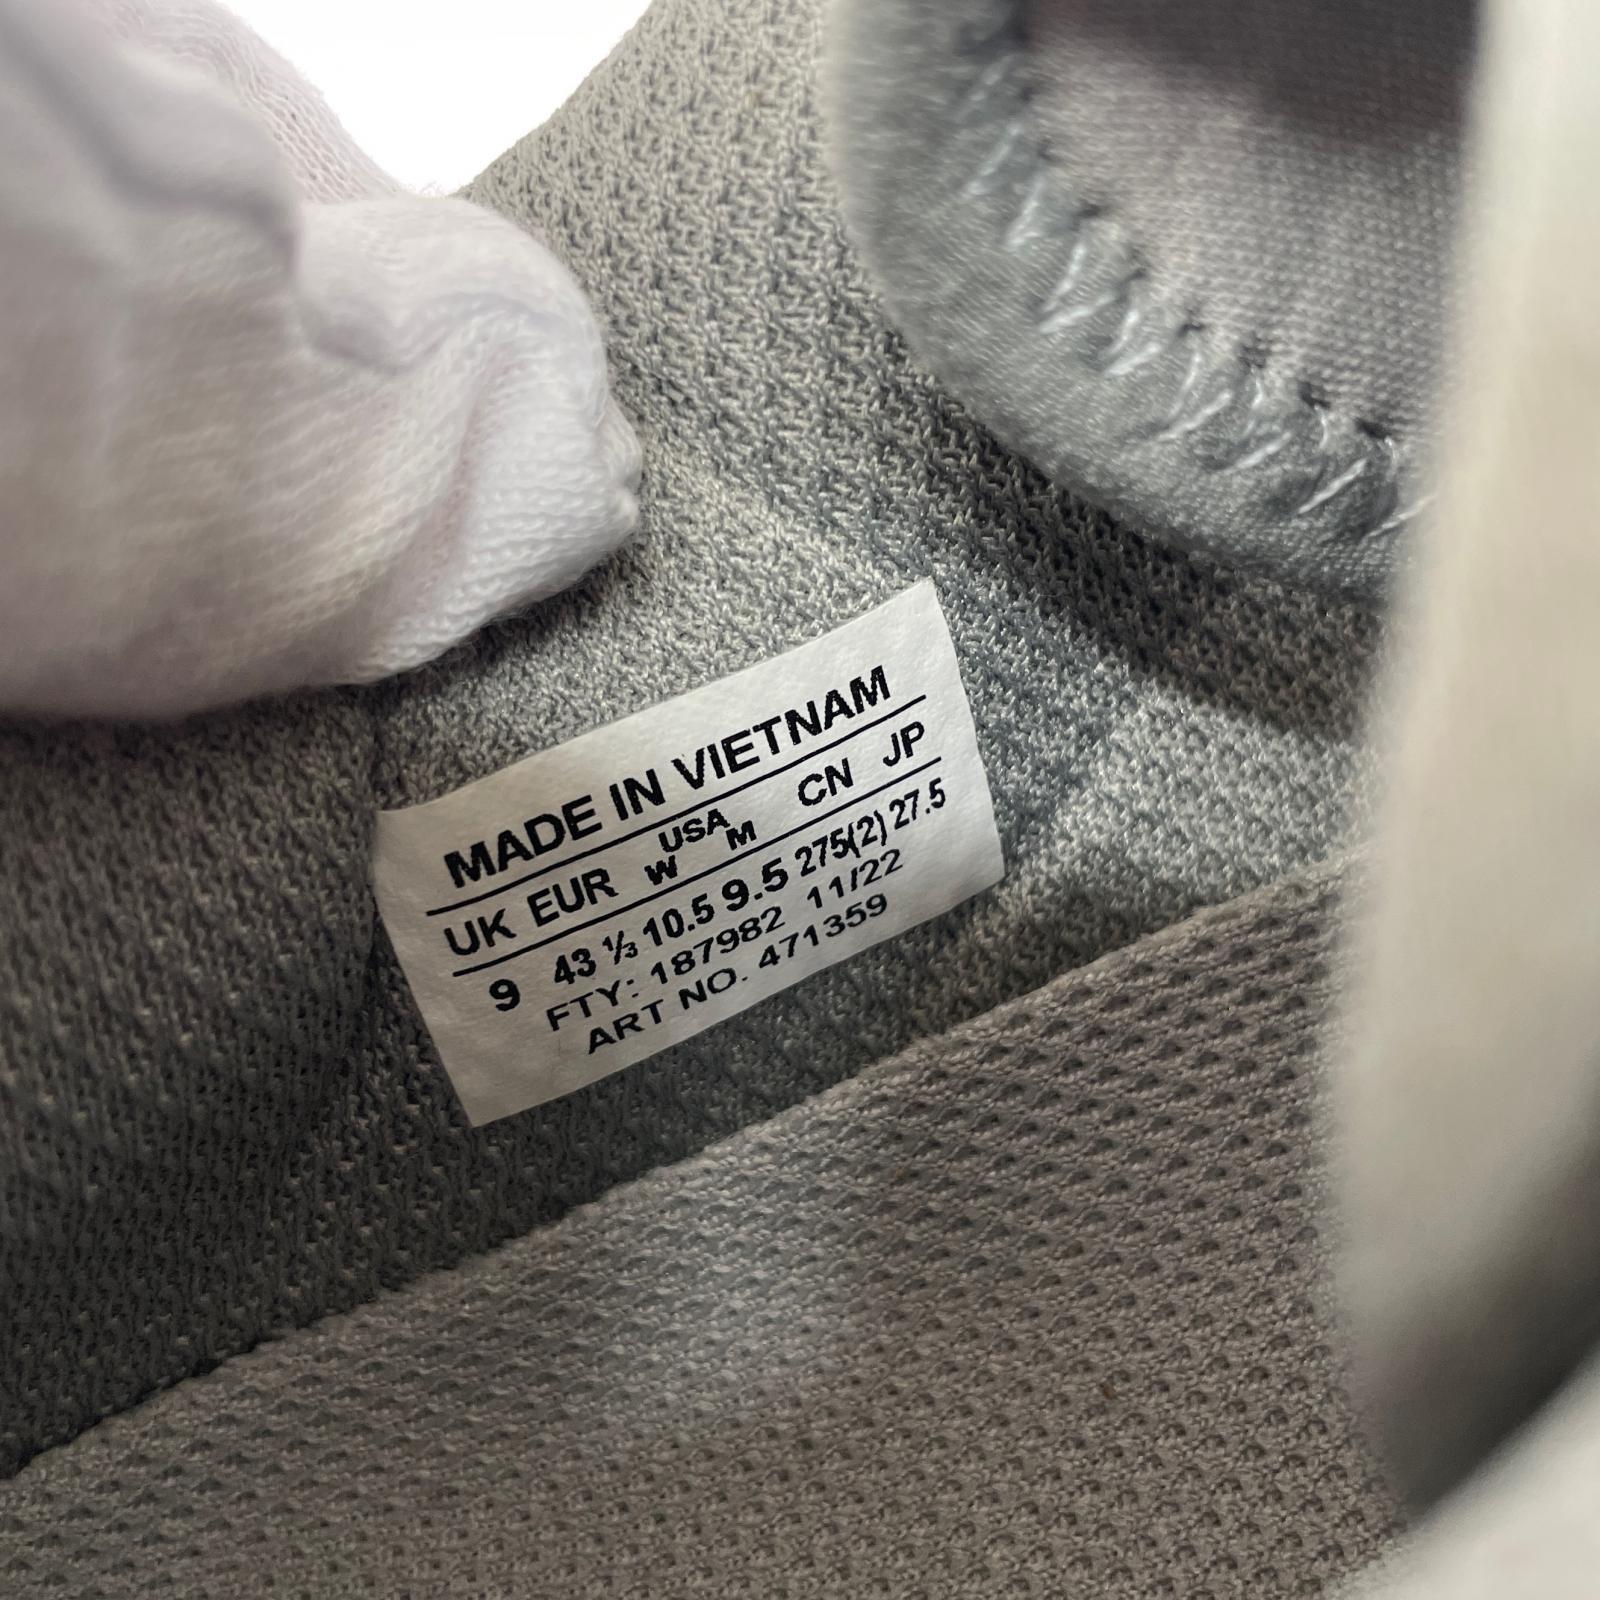 MADE IN VIETNAM
UK EUR USA CN JP
W M
9 43 ⅓ 10.5 9.5 275(2) 27.5
FTY: 187982 11/22
ART NO. 471359